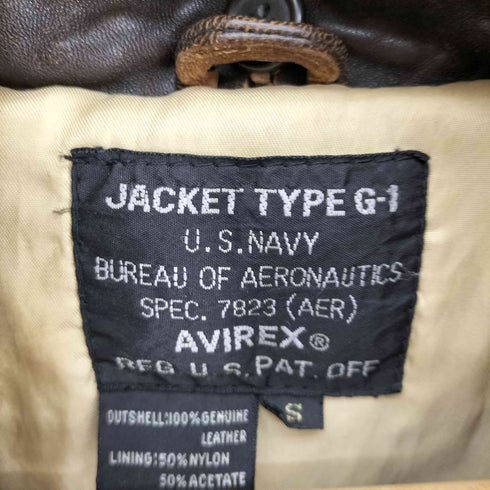 JACKET TYPE G-1
U.S.NAVY
BUREAU OF AERONAUTICS
SPEC. 7823 (AER)
AVIREX®
REG U.S. PAT. OFF
S
OUTSHELL:100%GENUINE
LEATHER
LINING:50%NYLON
50%ACETATE